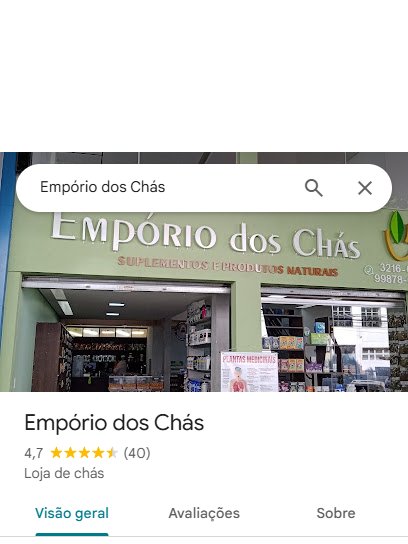 Empório dos Chás
EMPÓRIO DOS CHÁS
SUPLEMENTOS E PRODUTOS NATURAIS
3216-
99878-
PLANTAS MEDICINAIS
Empório dos Chás
4,7 (40)
Loja de chás
Visão geral Avaliações Sobre